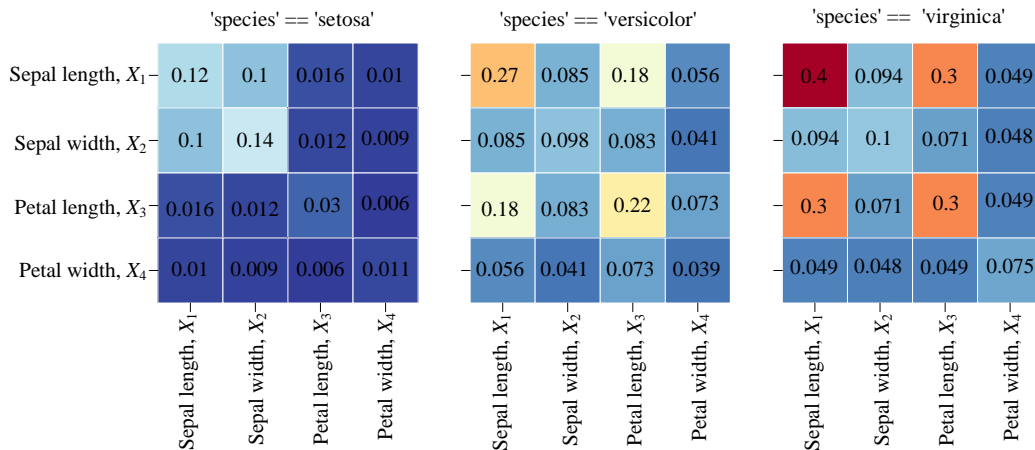 'species' == 'setosa' 'species' == 'versicolor' 'species' == 'virginica'
Sepal length, X1 0.12 0.1 0.016 0.01 0.27 0.085 0.18 0.056 0.4 0.094 0.3 0.049
Sepal width, X2 0.1 0.14 0.012 0.009 0.085 0.098 0.083 0.041 0.094 0.1 0.071 0.048
Petal length, X3 0.016 0.012 0.03 0.006 0.18 0.083 0.22 0.073 0.3 0.071 0.3 0.049
Petal width, X4 0.01 0.009 0.006 0.011 0.056 0.041 0.073 0.039 0.049 0.048 0.049 0.075
Sepal length, X1
Sepal width, X2
Petal length, X3
Petal width, X4
Sepal length, X1
Sepal width, X2
Petal length, X3
Petal width, X4
Sepal length, X1
Sepal width, X2
Petal length, X3
Petal width, X4